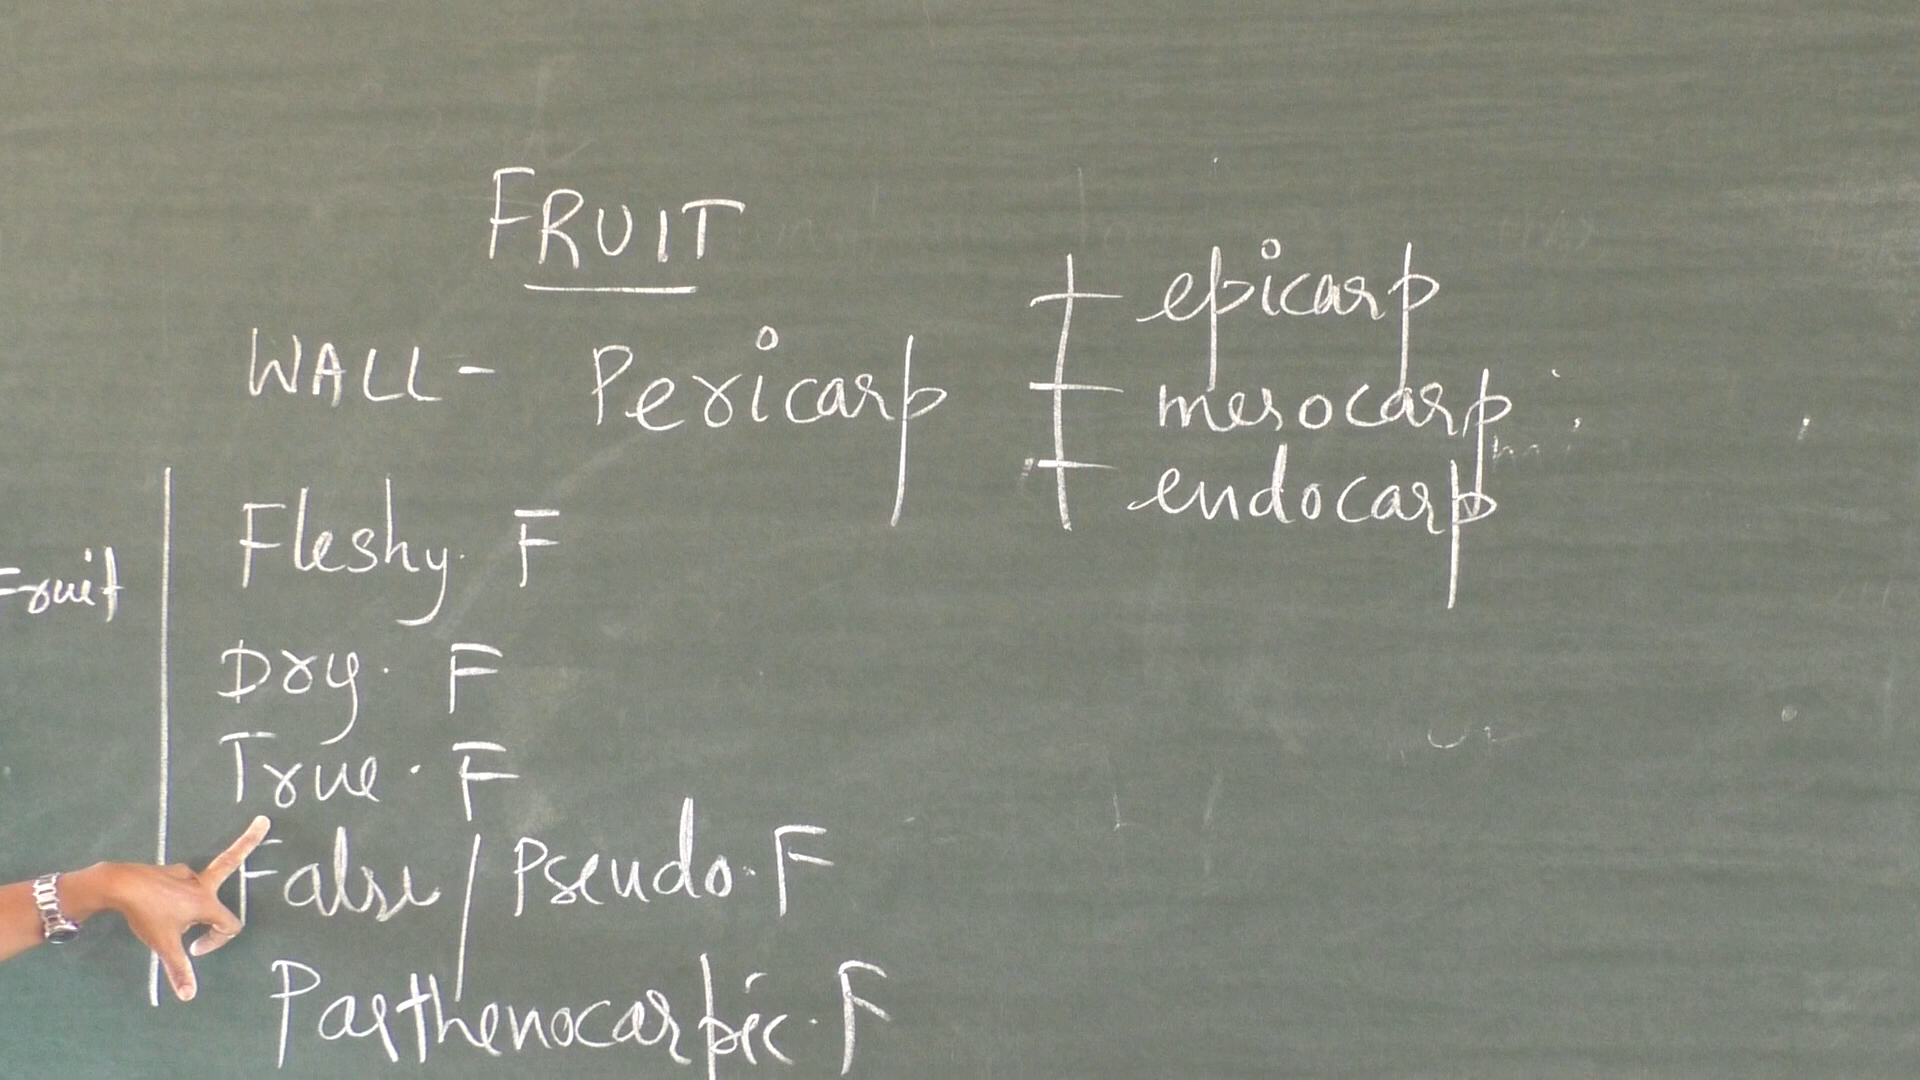 FRUIT
WALL - Pericarp
epicarp
mesocarp
endocarp
Fruit
Fleshy. F
Dry. F
True. F
False / Pseudo. F
Parthenocarpic. F